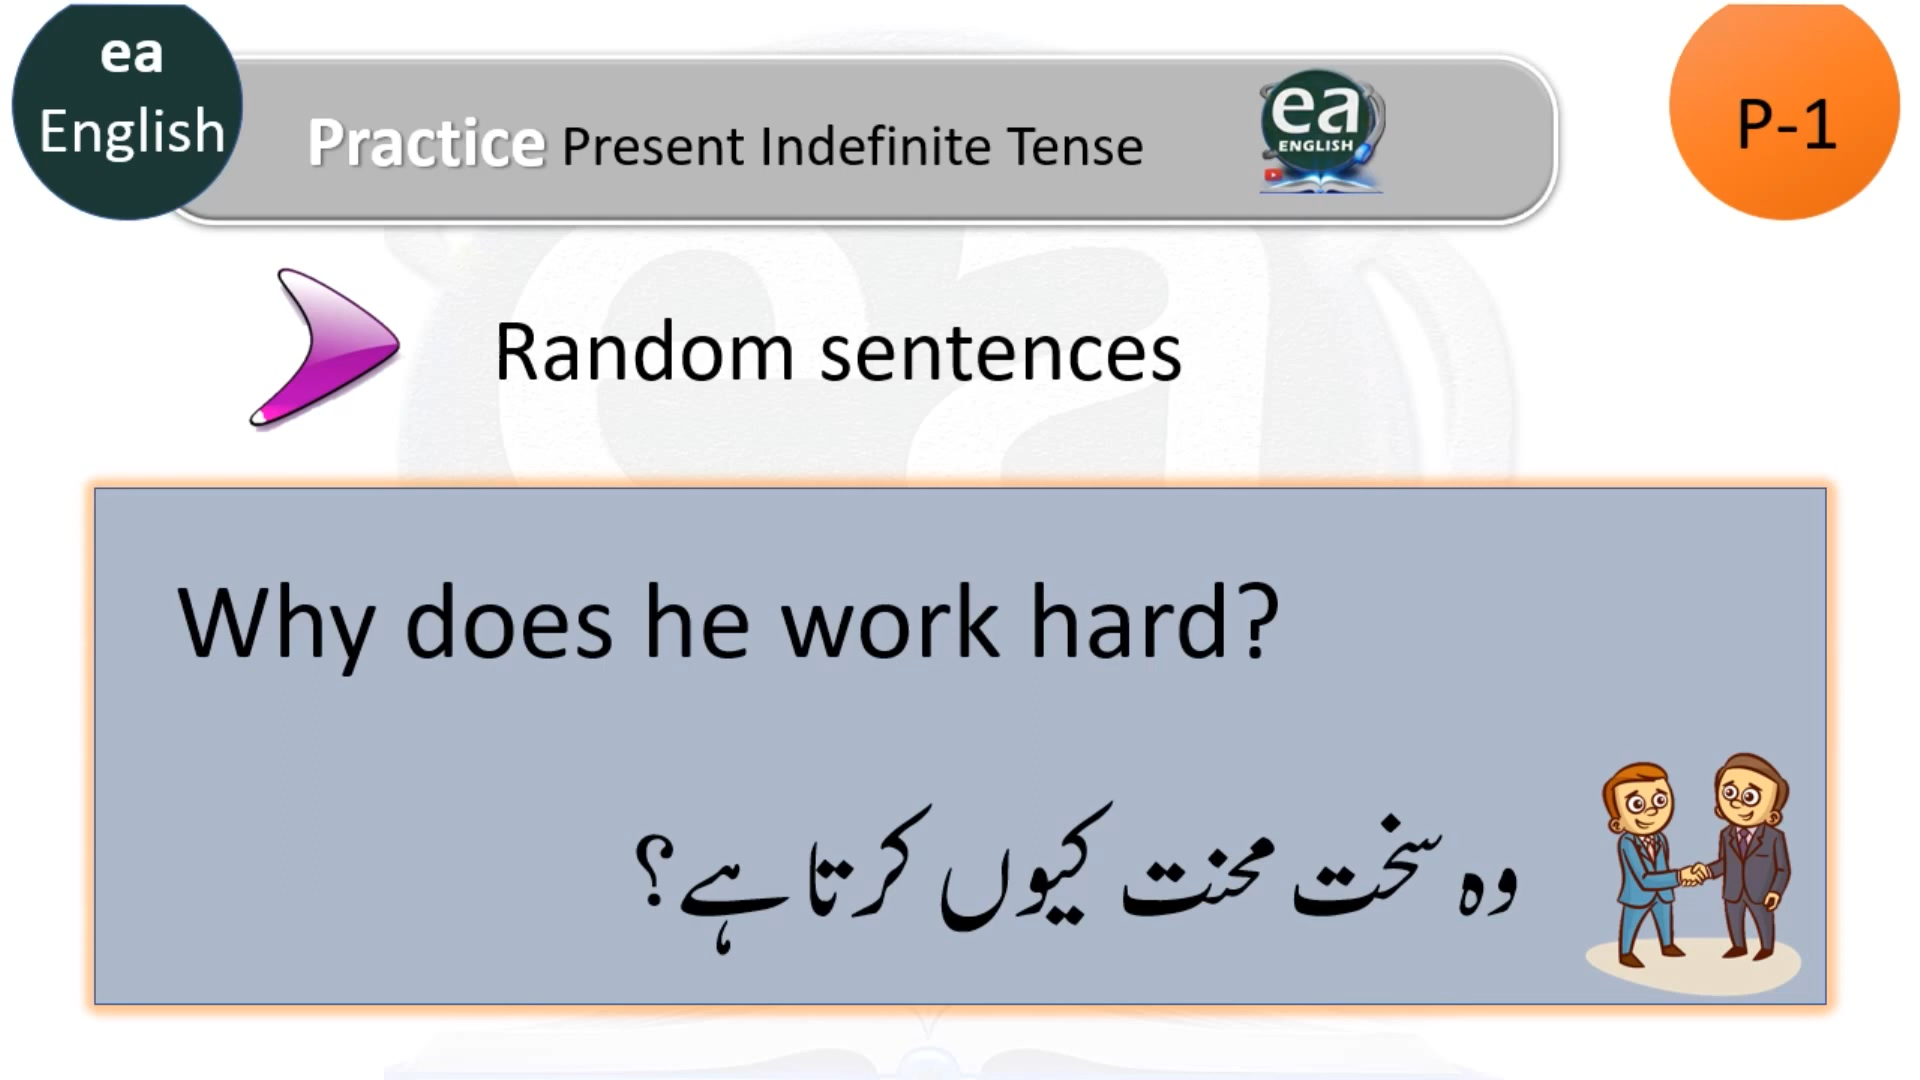 ea
English
Practice Present Indefinite Tense
ea
ENGLISH
P-1
Random sentences
Why does he work hard?
وہ سخت محنت کیوں کرتا ہے؟